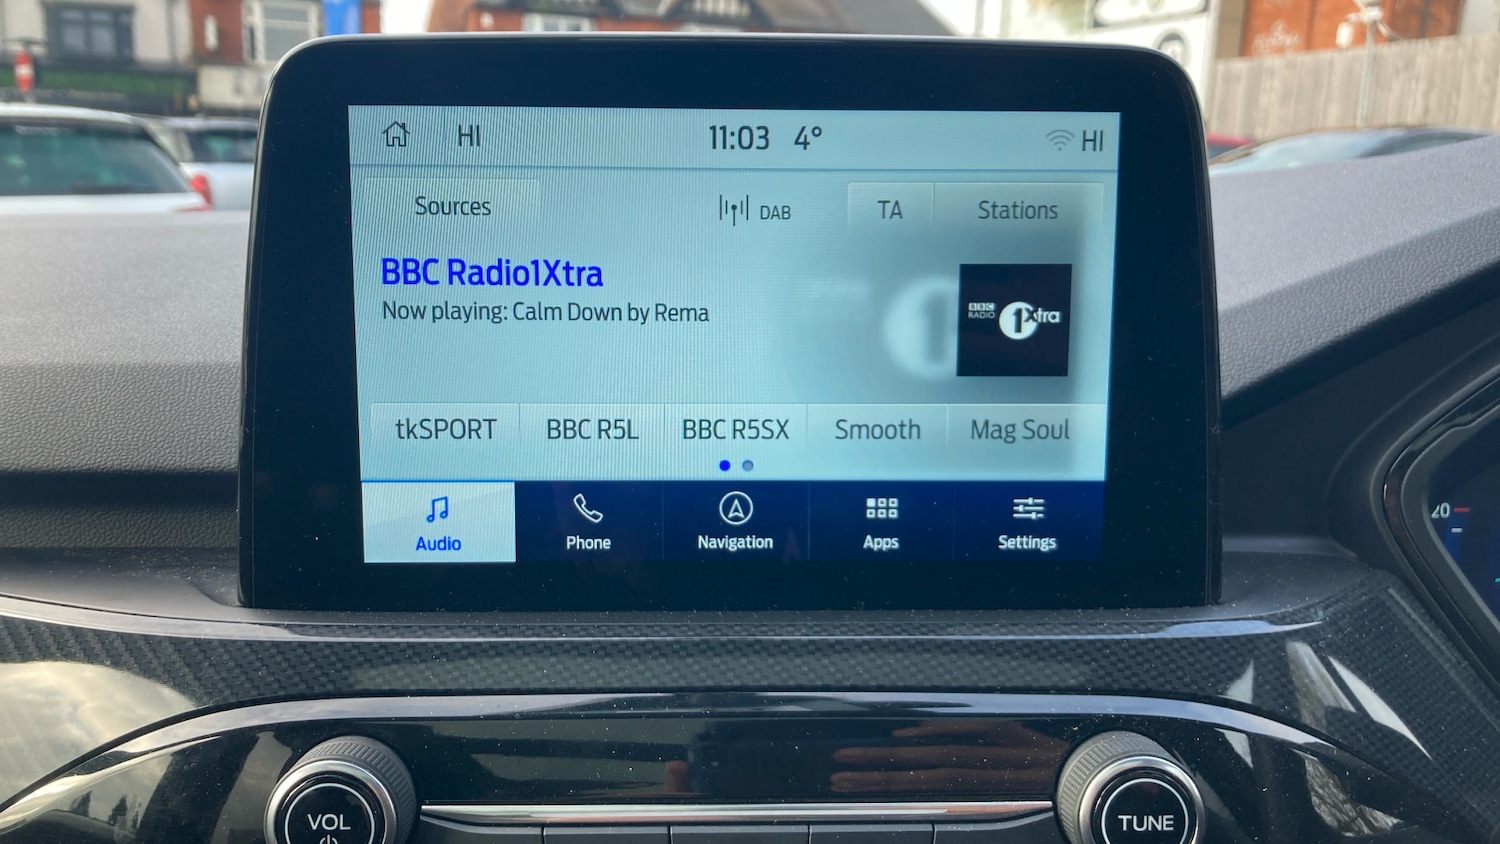 HI 11:03 4° HI
Sources DAB TA Stations
BBC Radio1Xtra
Now playing: Calm Down by Rema
BBC
RADIO 1Xtra
tkSPORT BBC R5L BBC R5SX Smooth Mag Soul
Audio Phone Navigation Apps Settings
VOL TUNE